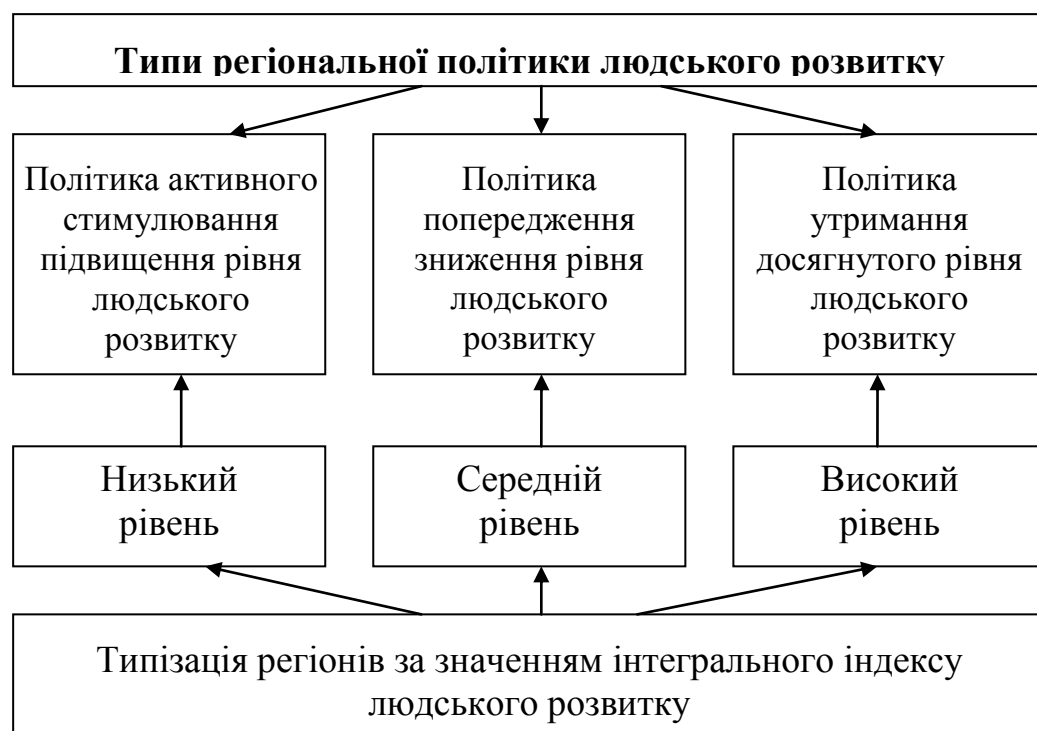 Типи регіональної політики людського розвитку
Політика активного
стимулювання
підвищення рівня
людського
розвитку
Політика
попередження
зниження рівня
людського
розвитку
Політика
утримання
досягнутого рівня
людського
розвитку
Низький
рівень
Середній
рівень
Високий
рівень
Типізація регіонів за значенням інтегрального індексу
людського розвитку